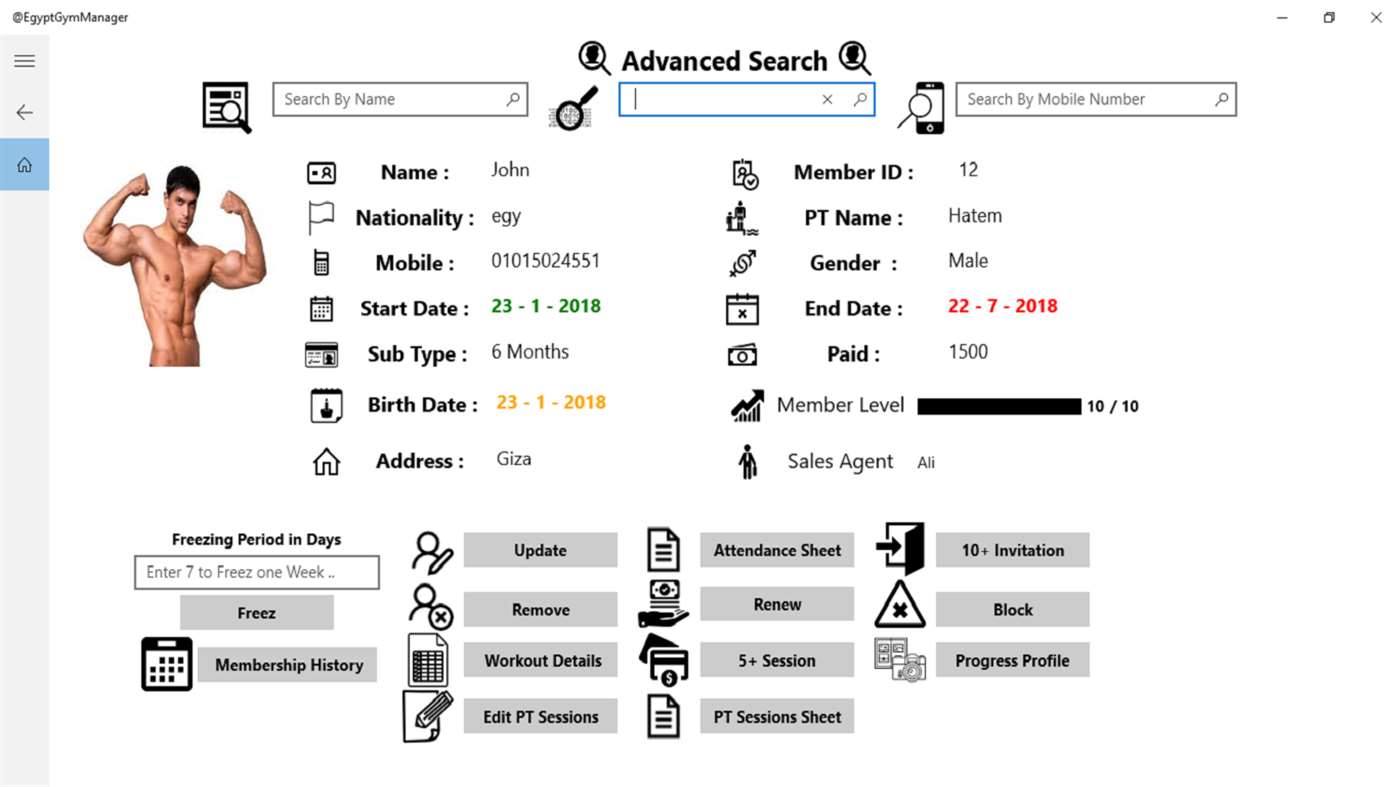 @EgyptGymManager
Advanced Search
Search By Name
Search By Mobile Number
Name : John
Member ID : 12
Nationality : egy
PT Name : Hatem
Mobile : 01015024551
Gender : Male
Start Date : 23 - 1 - 2018
End Date : 22 - 7 - 2018
Sub Type : 6 Months
Paid : 1500
Birth Date : 23 - 1 - 2018
Member Level 10 / 10
Address : Giza
Sales Agent Ali
Freezing Period in Days
Enter 7 to Freez one Week ..
Freez
Membership History
Update
Attendance Sheet
10+ Invitation
Remove
Renew
Block
Workout Details
5+ Session
Progress Profile
Edit PT Sessions
PT Sessions Sheet